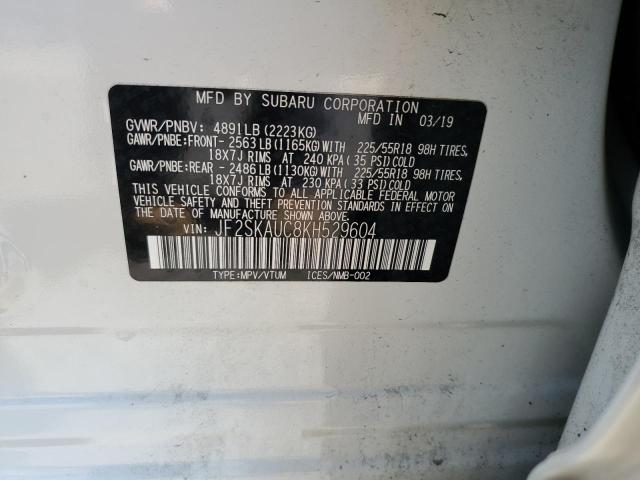 MFD BY SUBARU CORPORATION
MFD IN 03/19
GVWR/PNBV: 4891LB (2223KG)
GAWR/PNBE:FRONT- 2563 LB (1165KG) WITH 225/55R18 98H TIRES,
18X7J RIMS AT 240 KPA ( 35 PSI) COLD
GAWR/PNBE:REAR - 2486 LB (1130KG) WITH 225/55R18 98H TIRES,
18X7J RIMS AT 230 KPA ( 33 PSI) COLD
THIS VEHICLE CONFORMS TO ALL APPLICABLE FEDERAL MOTOR
VEHICLE SAFETY AND THEFT PREVENTION STANDARDS IN EFFECT
ON THE DATE OF MANUFACTURE SHOWN ABOVE.
VIN: JF2SKAUC8KH529604
TYPE:MPV/VTUM ICES/NMB-002